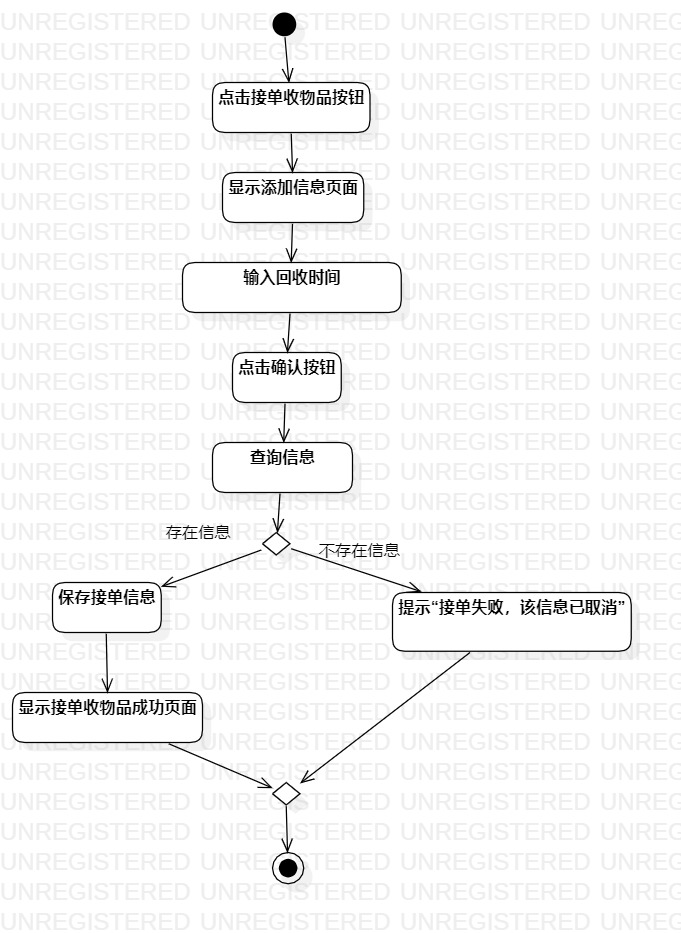 点击接单收物品按钮
显示添加信息页面
输入回收时间
点击确认按钮
查询信息
存在信息
不存在信息
保存接单信息
提示“接单失败，该信息已取消”
显示接单收物品成功页面
UNREGISTERED